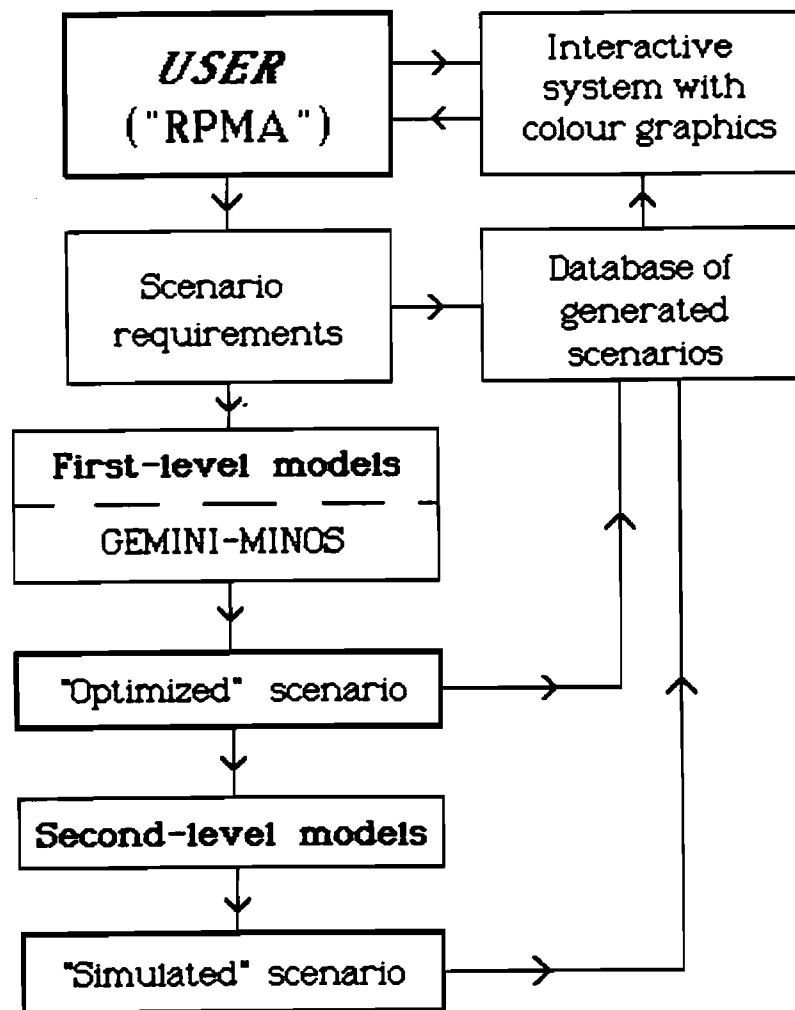 USER
("RPMA")
Interactive
system with
colour graphics
Scenario
requirements
Database of
generated
scenarios
First-level models
GEMINI-MINOS
"Optimized" scenario
Second-level models
"Simulated" scenario